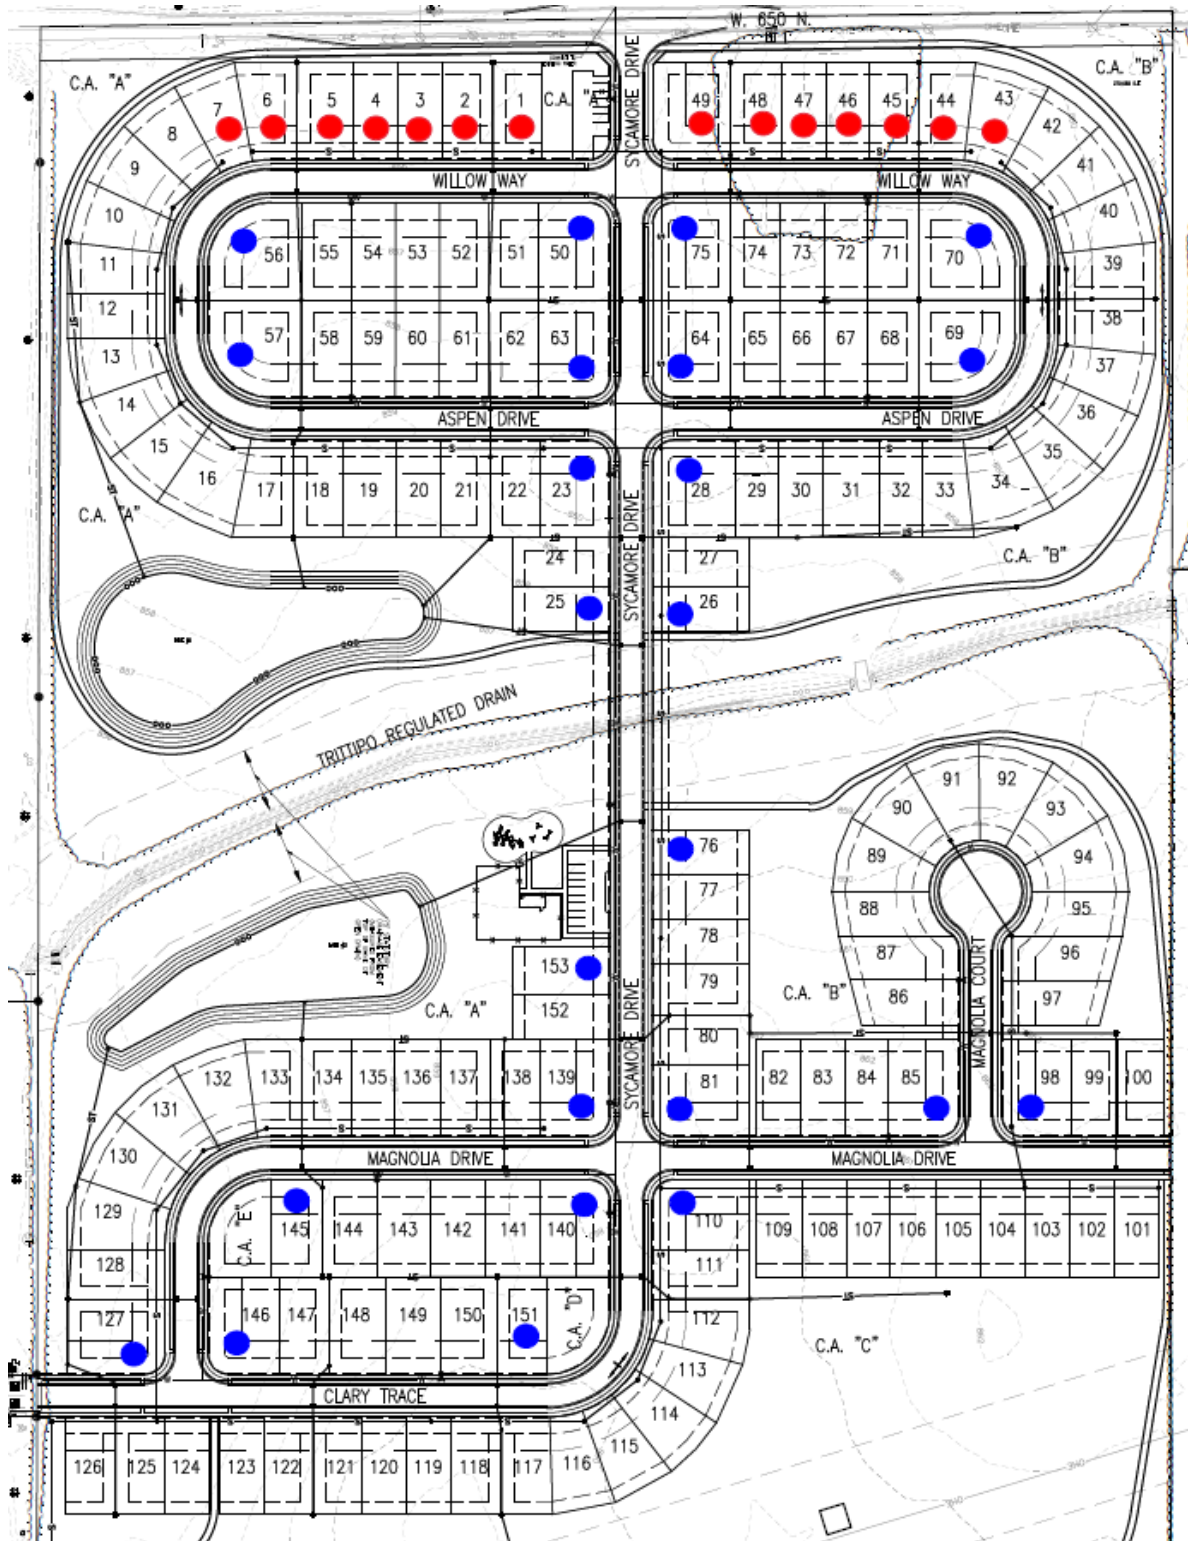 W. 650 N.
C.A. "A"
SYCAMORE DRIVE
C.A. "B"
7 6 5 4 3 2 1 C.A. "A"
49 48 47 46 45 44 43
8 42
9 41
WILLOW WAY WILLOW WAY
10 40
56 55 54 53 52 51 50 75 74 73 72 71 70
11 39
12 38
57 58 59 60 61 62 63 64 65 66 67 68 69
13 37
14 36
ASPEN DRIVE ASPEN DRIVE
15 35
16 17 18 19 20 21 22 23 28 29 30 31 32 33 34
C.A. "A"
SYCAMORE DRIVE
24 27
C.A. "B"
25 26
TRITTIPO REGULATED DRAIN
91 92
90 93
76
89 94
77
88 95
78
87 96
153
79
C.A. "B"
86 97
C.A. "A"
152
SYCAMORE DRIVE
MAGNOLIA COURT
80
132 133 134 135 136 137 138 139 81 82 83 84 85 98 99 100
131
130
MAGNOLIA DRIVE MAGNOLIA DRIVE
129
C.A. "E"
145 144 143 142 141 140 110 109 108 107 106 105 104 103 102 101
128
111
127
146 147 148 149 150 151 C.A. "D"
112
C.A. "C"
113
CLARY TRACE
114
115
126 125 124 123 122 121 120 119 118 117 116